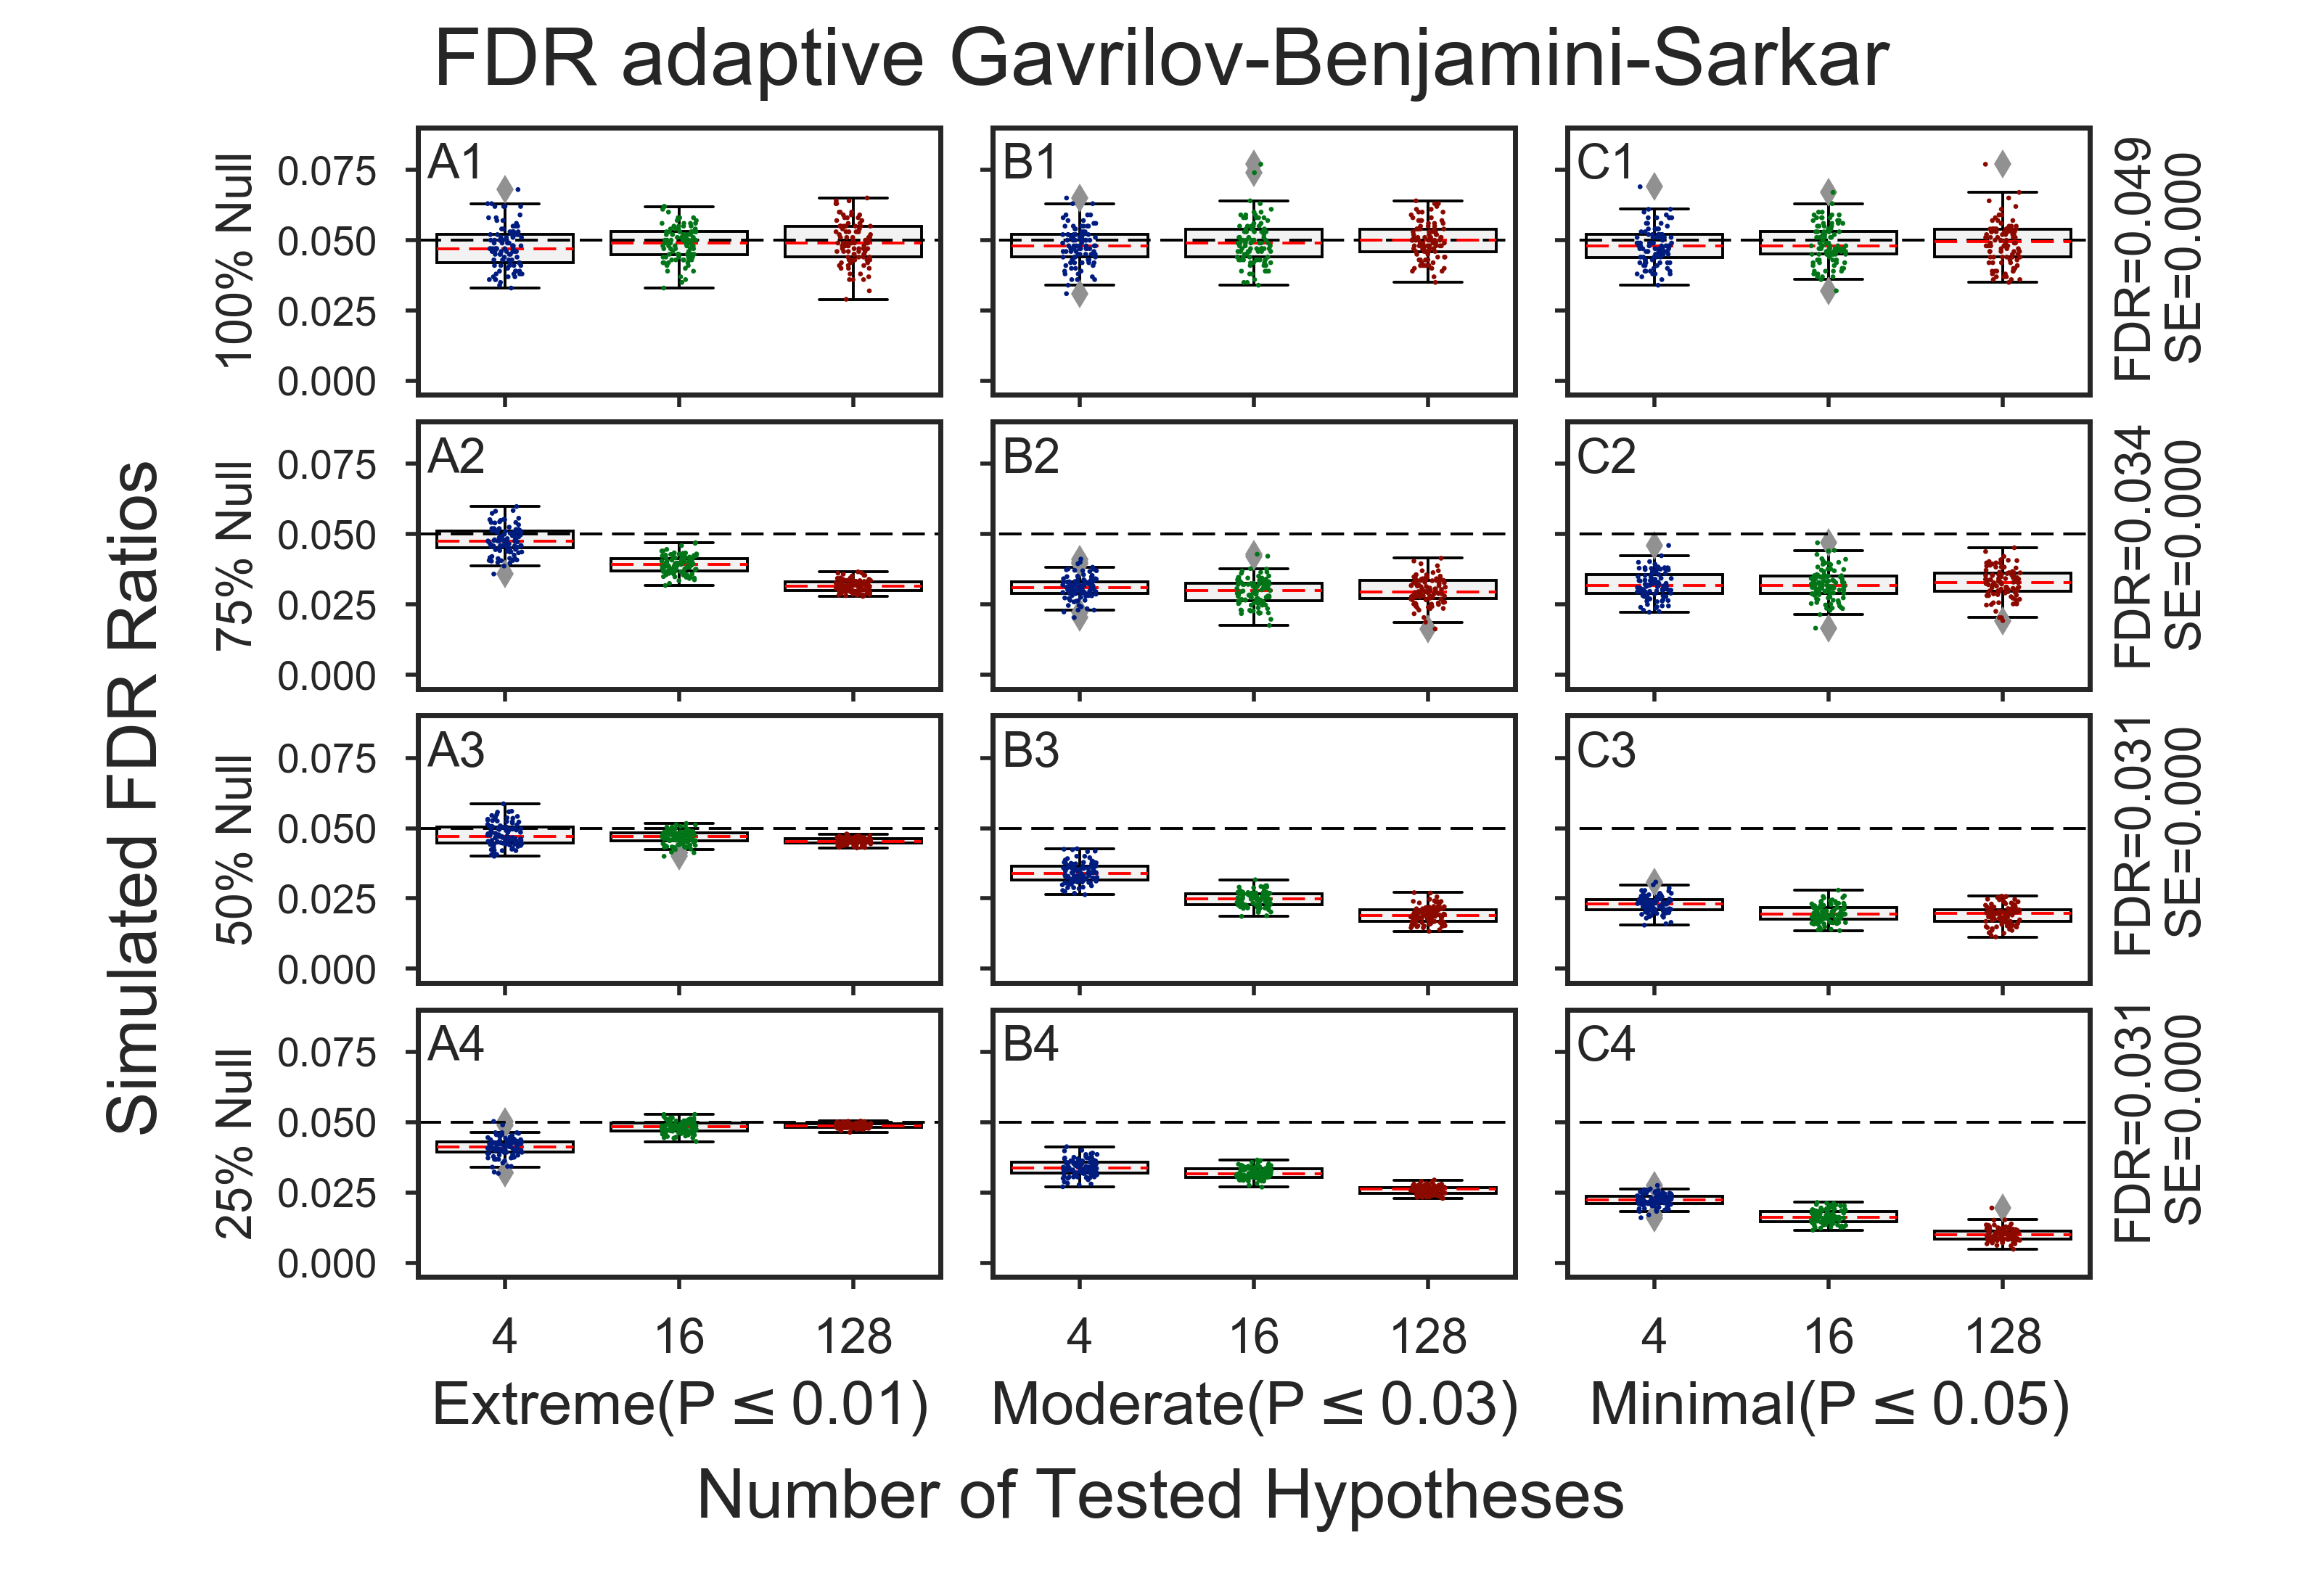 FDR adaptive Gavrilov-Benjamini-Sarkar
Simulated FDR Ratios
100% Null
0.075
0.050
0.025
0.000
A1
B1
C1
FDR=0.049
SE=0.000
75% Null
0.075
0.050
0.025
0.000
A2
B2
C2
FDR=0.034
SE=0.000
50% Null
0.075
0.050
0.025
0.000
A3
B3
C3
FDR=0.031
SE=0.000
25% Null
0.075
0.050
0.025
0.000
A4
B4
C4
FDR=0.031
SE=0.000
4 16 128
4 16 128
4 16 128
Extreme(P ≤ 0.01)
Moderate(P ≤ 0.03)
Minimal(P ≤ 0.05)
Number of Tested Hypotheses